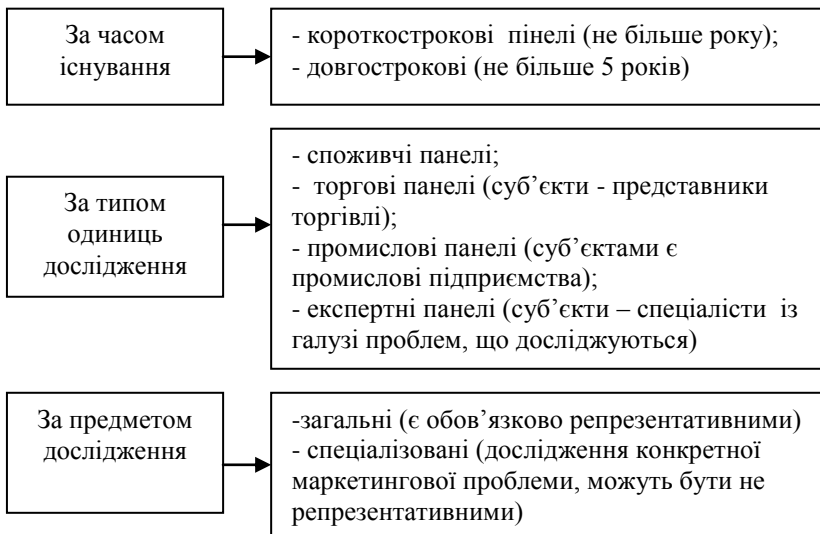 За часом
існування
- короткострокові пінелі (не більше року);
- довгострокові (не більше 5 років)
За типом
одиниць
дослідження
- споживчі панелі;
- торгові панелі (суб’єкти - представники
торгівлі);
- промислові панелі (суб’єктами є
промислові підприємства);
- експертні панелі (суб’єкти – спеціалісти із
галузі проблем, що досліджуються)
За предметом
дослідження
-загальні (є обов’язково репрезентативними)
- спеціалізовані (дослідження конкретної
маркетингової проблеми, можуть бути не
репрезентативними)